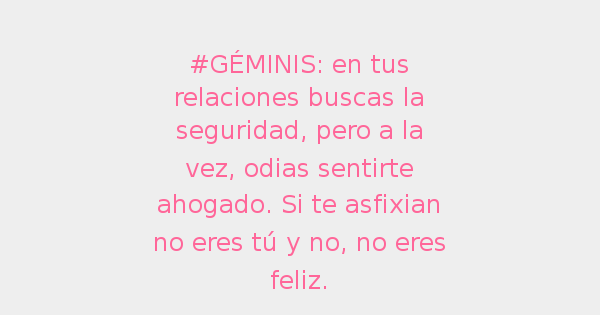 #GÉMINIS: en tus
relaciones buscas la
seguridad, pero a la
vez, odias sentirte
ahogado. Si te asfixian
no eres tú y no, no eres
feliz.